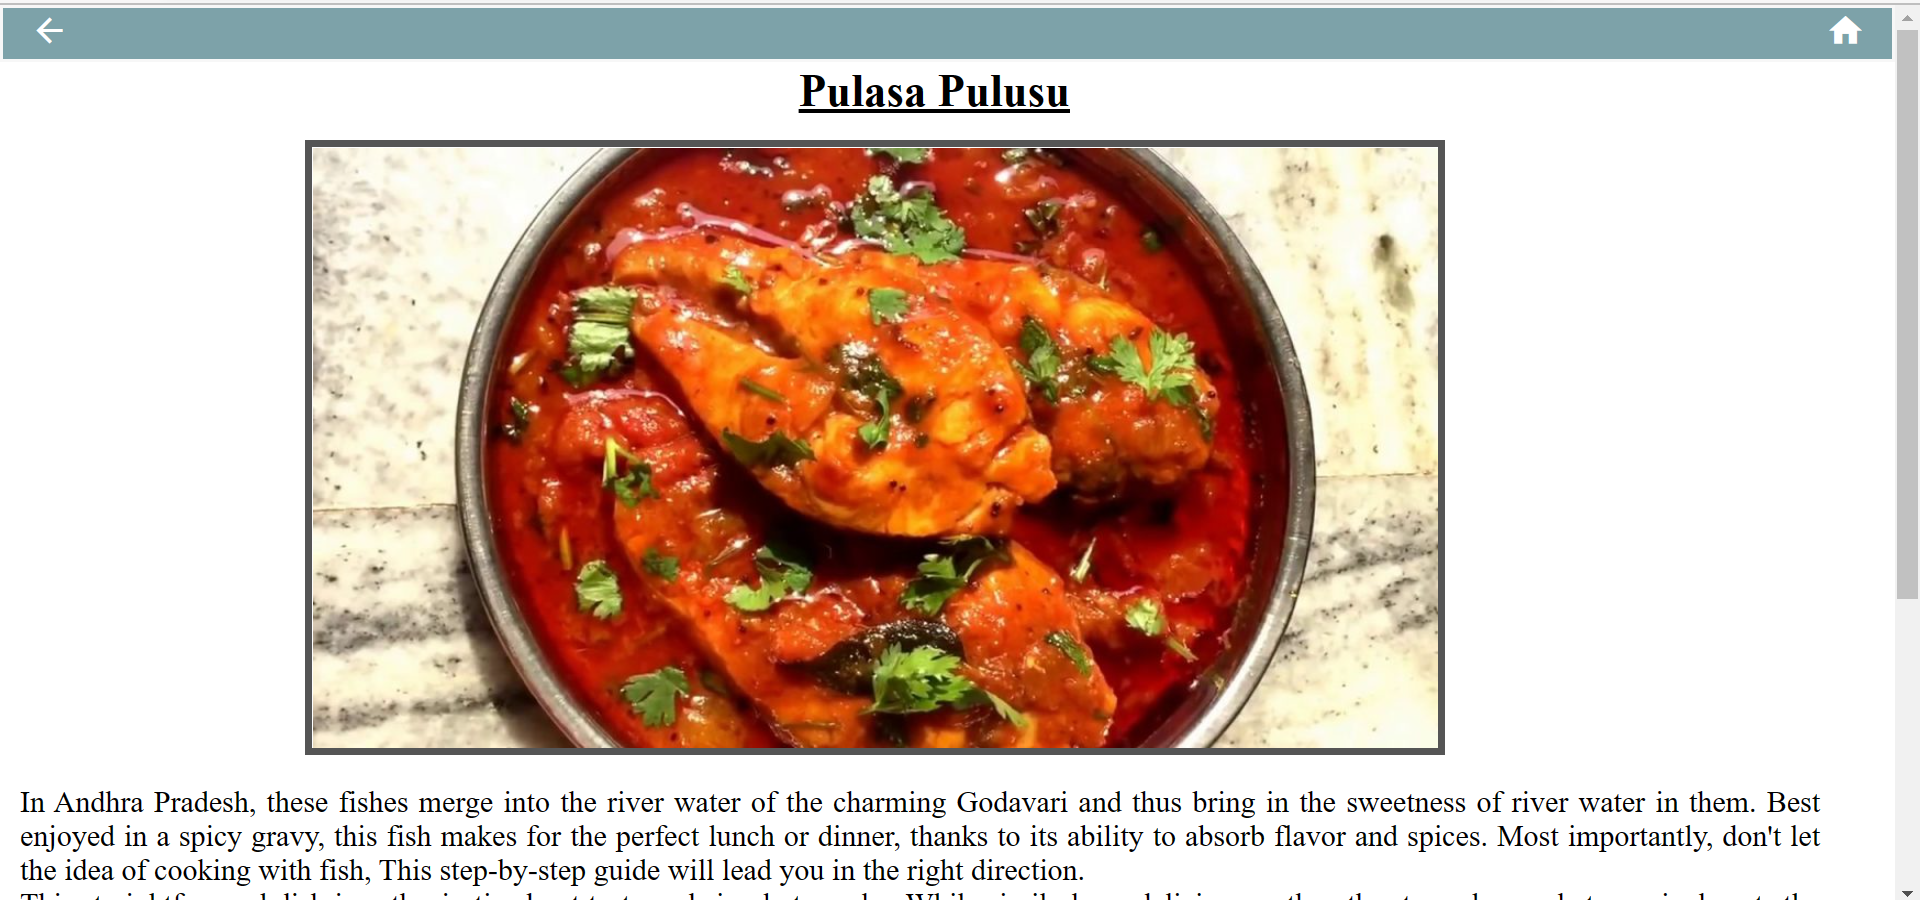 Pulasa Pulusu
In Andhra Pradesh, these fishes merge into the river water of the charming Godavari and thus bring in the sweetness of river water in them. Best
enjoyed in a spicy gravy, this fish makes for the perfect lunch or dinner, thanks to its ability to absorb flavor and spices. Most importantly, don't let
the idea of cooking with fish, This step-by-step guide will lead you in the right direction.